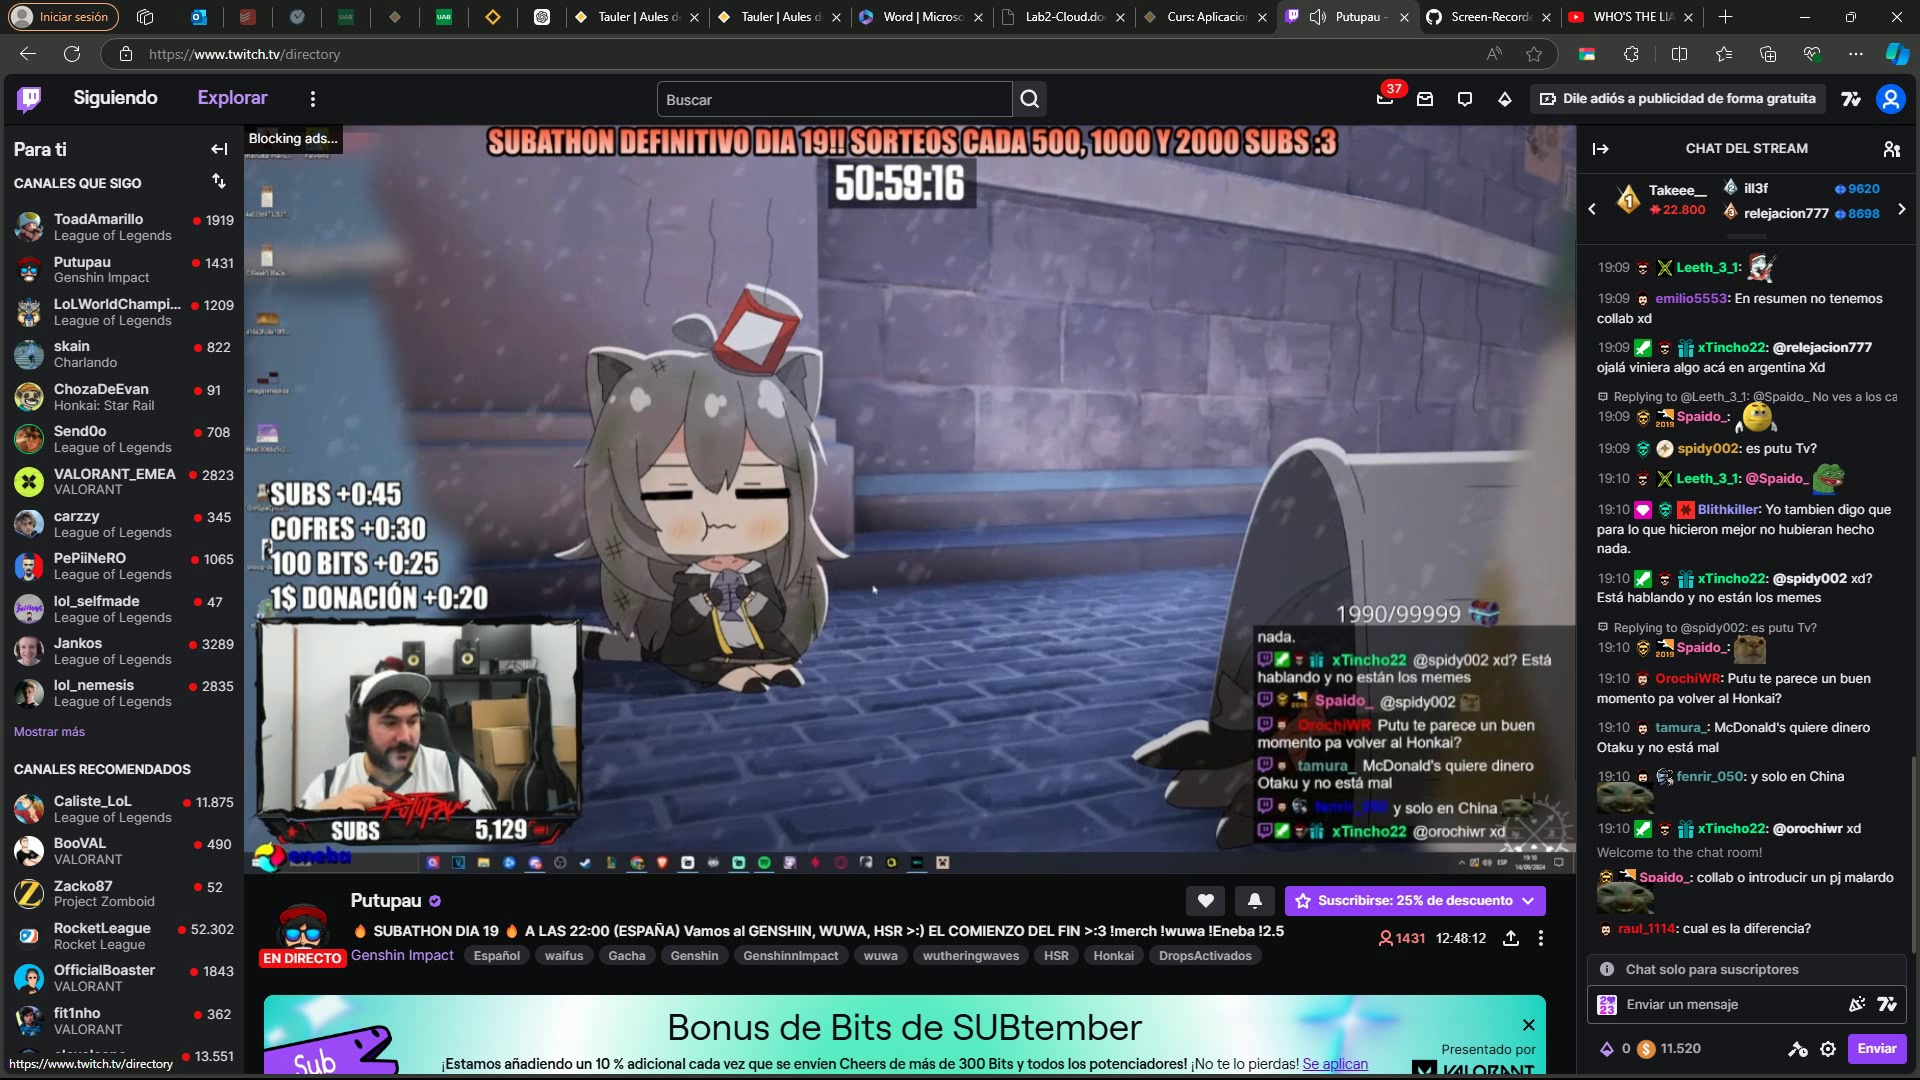 Iniciar sesión
Tauler | Aules d
Tauler | Aules d
Word | Microso
Lab2-Cloud.do
Curs: Aplicacion
Putupau -
Screen-Record
WHO'S THE LIA
https://www.twitch.tv/directory
Siguiendo
Explorar
Buscar
37
Dile adiós a publicidad de forma gratuita
Para ti
CANALES QUE SIGO
ToadAmarillo 1919
League of Legends
Putupau 1431
Genshin Impact
LoLWorldChampi... 1209
League of Legends
skain 822
Charlando
ChozaDeEvan 91
Honkai: Star Rail
Send0o 708
League of Legends
VALORANT_EMEA 2823
VALORANT
carzzy 345
League of Legends
PePiiNeRO 1065
League of Legends
lol_selfmade 47
League of Legends
Jankos 3289
League of Legends
lol_nemesis 2835
League of Legends
Mostrar más
CANALES RECOMENDADOS
Caliste_LoL 11.875
League of Legends
BooVAL 490
VALORANT
Zacko87 52
Project Zomboid
RocketLeague 52.302
Rocket League
OfficialBoaster 1843
VALORANT
fit1nho 362
VALORANT
13.551
https://www.twitch.tv/directory
Blocking ads...
SUBATHON DEFINITIVO DIA 19!! SORTEOS CADA 500, 1000 Y 2000 SUBS :3
50:59:16
SUBS +0:45
COFRES +0:30
100 BITS +0:25
1$ DONACIÓN +0:20
PUTUPAU
SUBS 5,129
eneba
1990/99999
nada.
xTincho22 @spidy002 xd? Está
hablando y no están los memes
Spaido_ @spidy002
OrochiWR Putu te parece un buen
momento pa volver al Honkai?
tamura_ McDonald's quiere dinero
Otaku y no está mal
fenrir_050 y solo en China
xTincho22 @orochiwr xd
ESP
19:10
14/09/2024
Putupau
Suscribirse: 25% de descuento
SUBATHON DIA 19 A LAS 22:00 (ESPAÑA) Vamos al GENSHIN, WUWA, HSR >:) EL COMIENZO DEL FIN >:3 !merch !wuwa !Eneba !2.5
EN DIRECTO
Genshin Impact
Español
waifus
Gacha
Genshin
GenshinnImpact
wuwa
wutheringwaves
HSR
Honkai
DropsActivados
1431
12:48:12
Sub
Bonus de Bits de SUBtember
¡Estamos añadiendo un 10 % adicional cada vez que se envíen Cheers de más de 300 Bits y todos los potenciadores! ¡No te lo pierdas! Se aplican
Presentado por
VALORANT
CHAT DEL STREAM
1 Takeee__ 22.800
2 ill3f 9620
3 relejacion777 8698
19:09 Leeth_3_1:
19:09 emilio5553: En resumen no tenemos
collab xd
19:09 xTincho22: @relejacion777
ojalá viniera algo acá en argentina Xd
Replying to @Leeth_3_1: @Spaido_ No ves a los ca
19:09 2019 Spaido_:
19:09 spidy002: es putu Tv?
19:10 Leeth_3_1: @Spaido_
19:10 Blithkiller: Yo tambien digo que
para lo que hicieron mejor no hubieran hecho
nada.
19:10 xTincho22: @spidy002 xd?
Está hablando y no están los memes
Replying to @spidy002: es putu Tv?
19:10 2019 Spaido_:
19:10 OrochiWR: Putu te parece un buen
momento pa volver al Honkai?
19:10 tamura_: McDonald's quiere dinero
Otaku y no está mal
19:10 fenrir_050: y solo en China
19:10 xTincho22: @orochiwr xd
Welcome to the chat room!
Spaido_: collab o introducir un pj malardo
raul_1114: cual es la diferencia?
Chat solo para suscriptores
Enviar un mensaje
0
11.520
Enviar